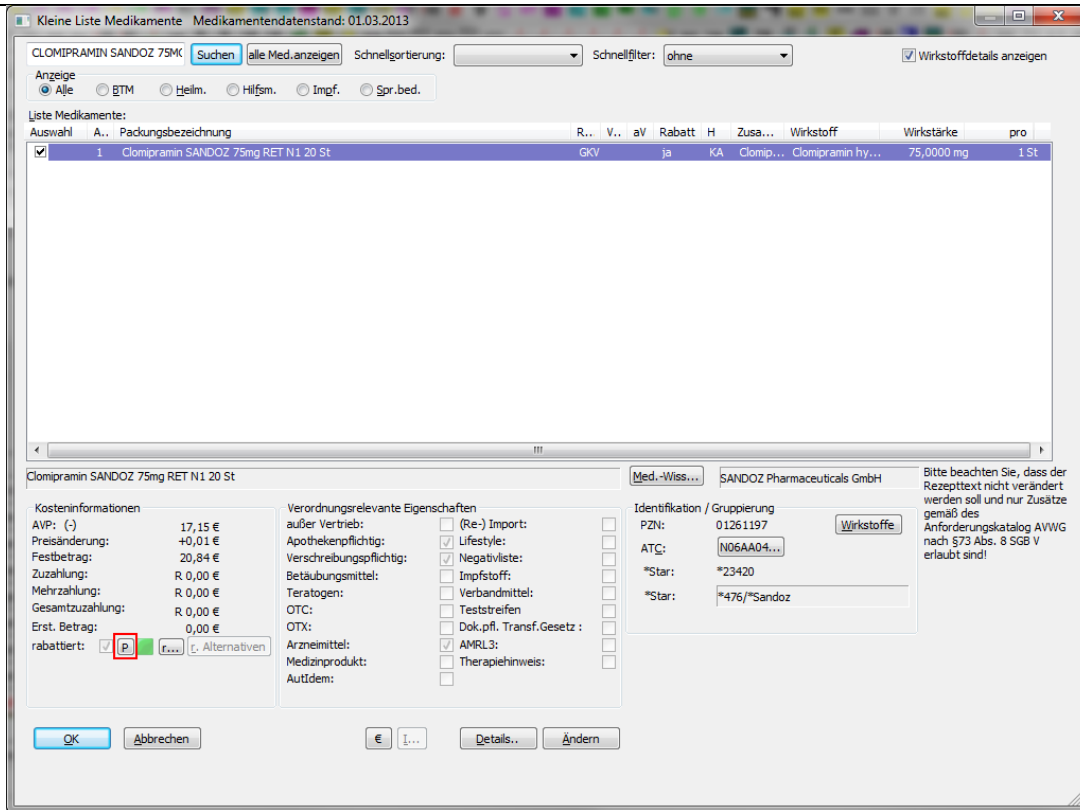 Kleine Liste Medikamente Medikamentendatenstand: 01.03.2013
CLOMIPRAMIN SANDOZ 75M Suchen alle Med.anzeigen Schnellsortierung: Schnellfilter: ohne Wirkstoffdetails anzeigen
Anzeige
Alle BTM Heilm. Hilfsm. Impf. Spr.bed.
Liste Medikamente:
Auswahl A.. Packungsbezeichnung R... V... aV Rabatt H Zusa... Wirkstoff Wirkstärke pro
1 Clomipramin SANDOZ 75mg RET N1 20 St GKV ja KA Clomip... Clomipramin hy... 75,0000 mg 1 St
Clomipramin SANDOZ 75mg RET N1 20 St Med.-Wiss... SANDOZ Pharmaceuticals GmbH
Bitte beachten Sie, dass der
Rezepttext nicht verändert
werden soll und nur Zusätze
gemäß des
Anforderungskatalog AVWG
nach §73 Abs. 8 SGB V
erlaubt sind!
Kosteninformationen
AVP: (-) 17,15 €
Preisänderung: +0,01 €
Festbetrag: 20,84 €
Zuzahlung: R 0,00 €
Mehrzahlung: R 0,00 €
Gesamtzuzahlung: R 0,00 €
Erst. Betrag: 0,00 €
rabattiert: P r... r. Alternativen
Verordnungsrelevante Eigenschaften
außer Vertrieb: (Re-) Import:
Apothekenpflichtig: Lifestyle:
Verschreibungspflichtig: Negativliste:
Betäubungsmittel: Impfstoff:
Teratogen: Verbandmittel:
OTC: Teststreifen
OTX: Dok.pfl. Transf.Gesetz :
Arzneimittel: AMRL3:
Medizinprodukt: Therapiehinweis:
AutIdem:
Identifikation / Gruppierung
PZN: 01261197 Wirkstoffe
ATC: N06AA04...
*Star: *23420
*Star: *476/*Sandoz
OK Abbrechen € I... Details.. Ändern